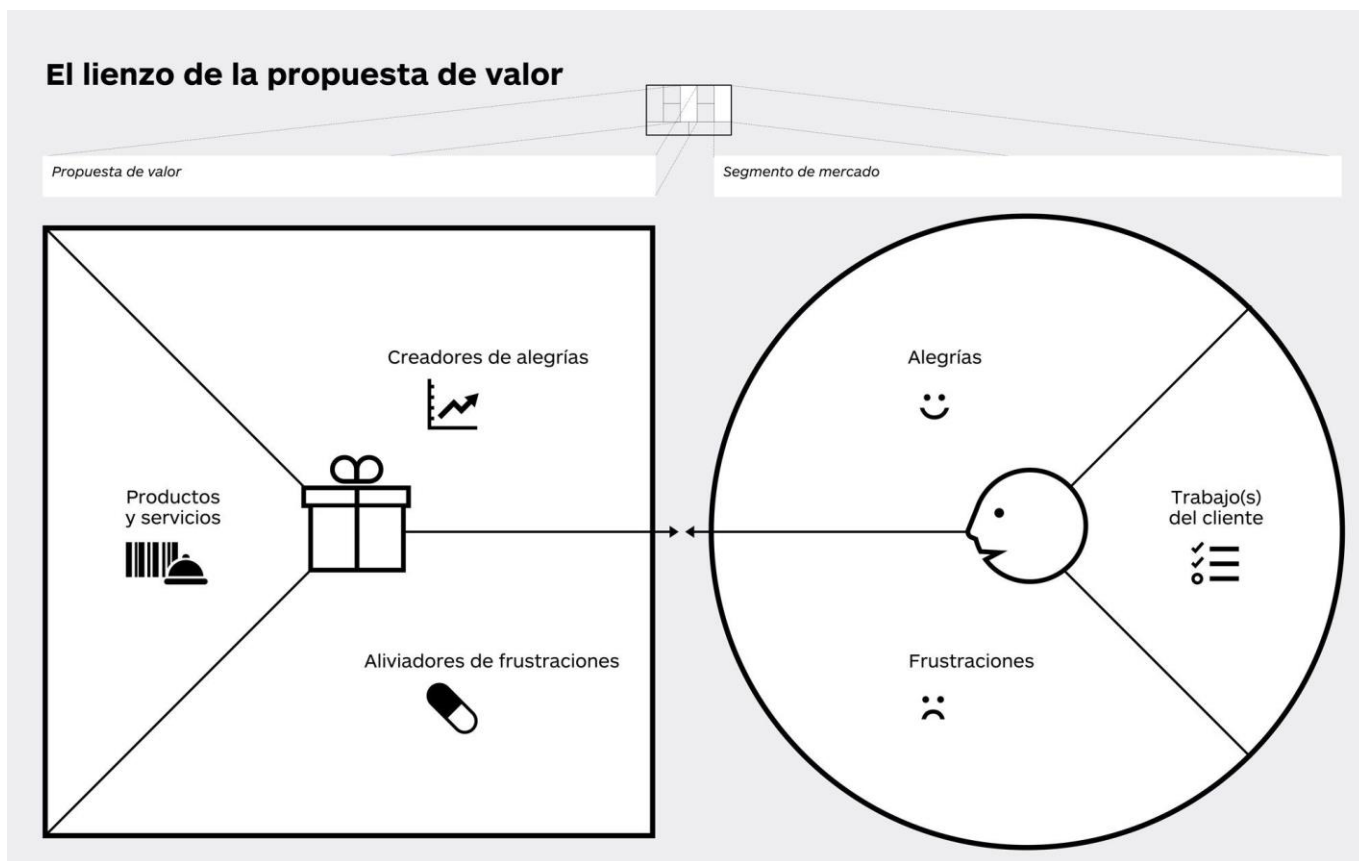 El lienzo de la propuesta de valor
Propuesta de valor
Segmento de mercado
Creadores de alegrías
Alegrías
Productos
y servicios
Trabajo(s)
del cliente
Aliviadores de frustraciones
Frustraciones